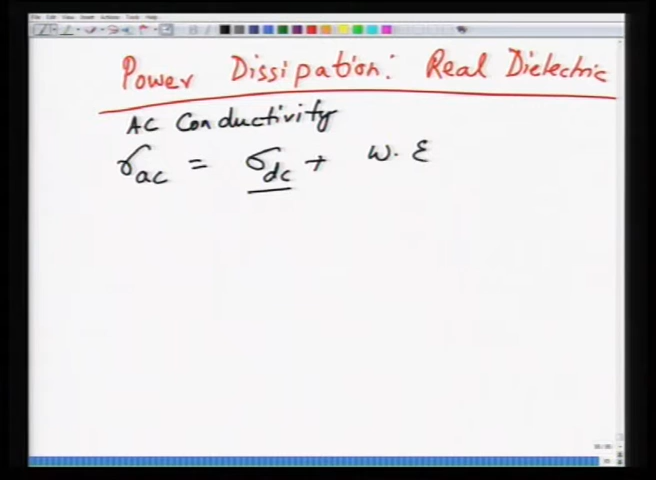 Power Dissipation: Real Dielectric
AC Conductivity
σac = σdc + ω. ε